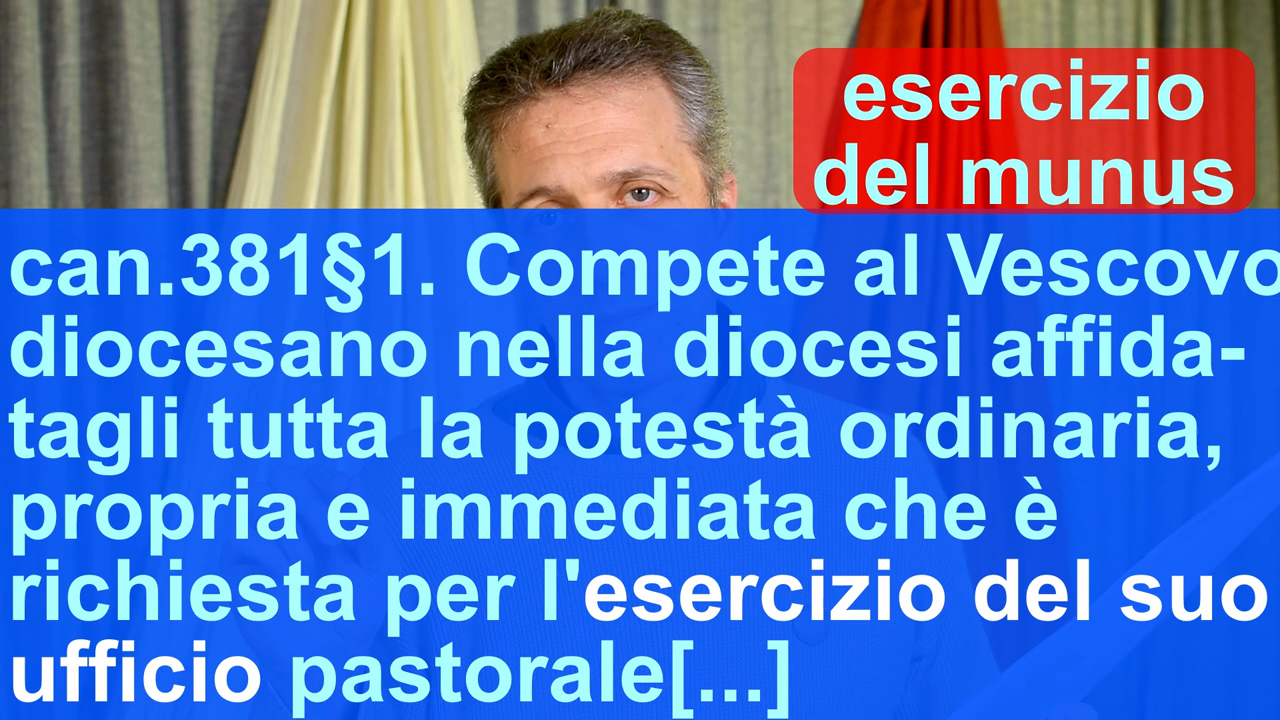 esercizio
del munus
can.381§1. Compete al Vescovo
diocesano nella diocesi affida-
tagli tutta la potestà ordinaria,
propria e immediata che è
richiesta per l'esercizio del suo
ufficio pastorale[...]